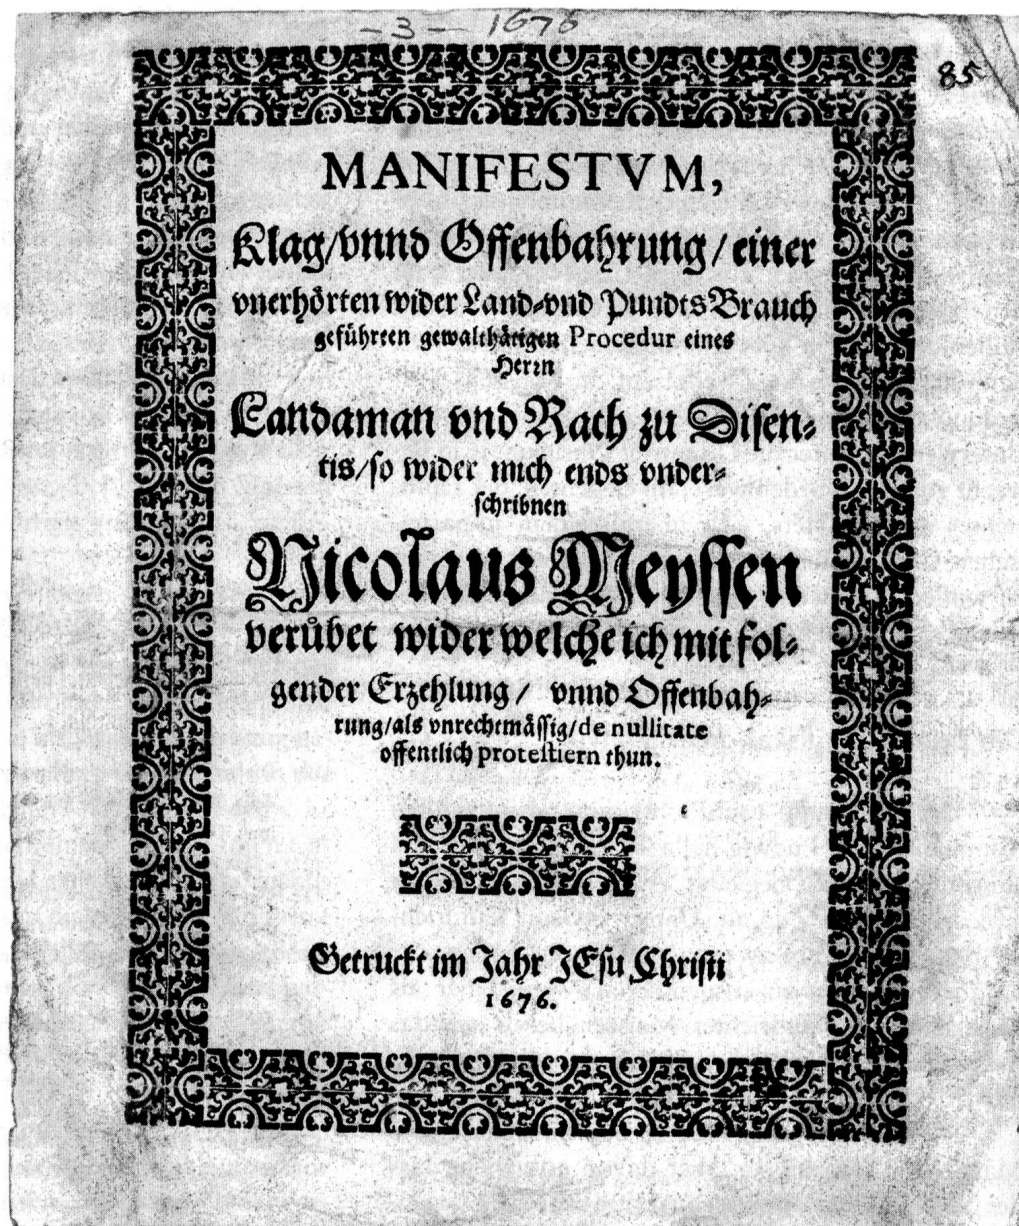 -3- 1676
85
MANIFESTVM,
Klag/vnnd Offenbahrung/einer
vnerhörten wider Land-vnd Pundts Brauch
geführten gewaltthätigen Procedur eines
Herrn
Landaman vnd Rath zu Disen-
tis/so wider mich ends vnder-
schribnen
Nicolaus Meyssen
verůbet wider welche ich mit fol-
gender Erzehlung/ vnnd Offenbah-
rung/als vnrechtmässig/de nullitate
offentlich protestiern thun.
Getruckt im Jahr JEsu Christi
1676.